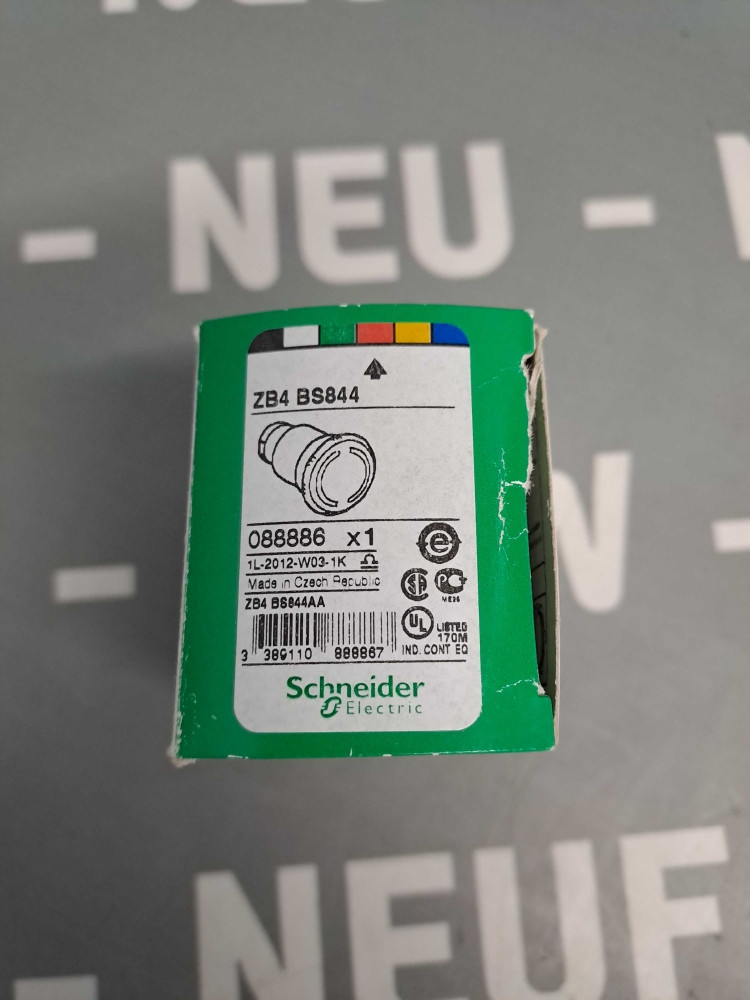 - NEU -
ZB4 BS844
088886 x1
1L-2012-W03-1K
Made in Czech Republic
ZB4 BS844AA
3 389110 888867
UL LISTED
170M
IND. CONT EQ
Schneider
Electric
- NEUF